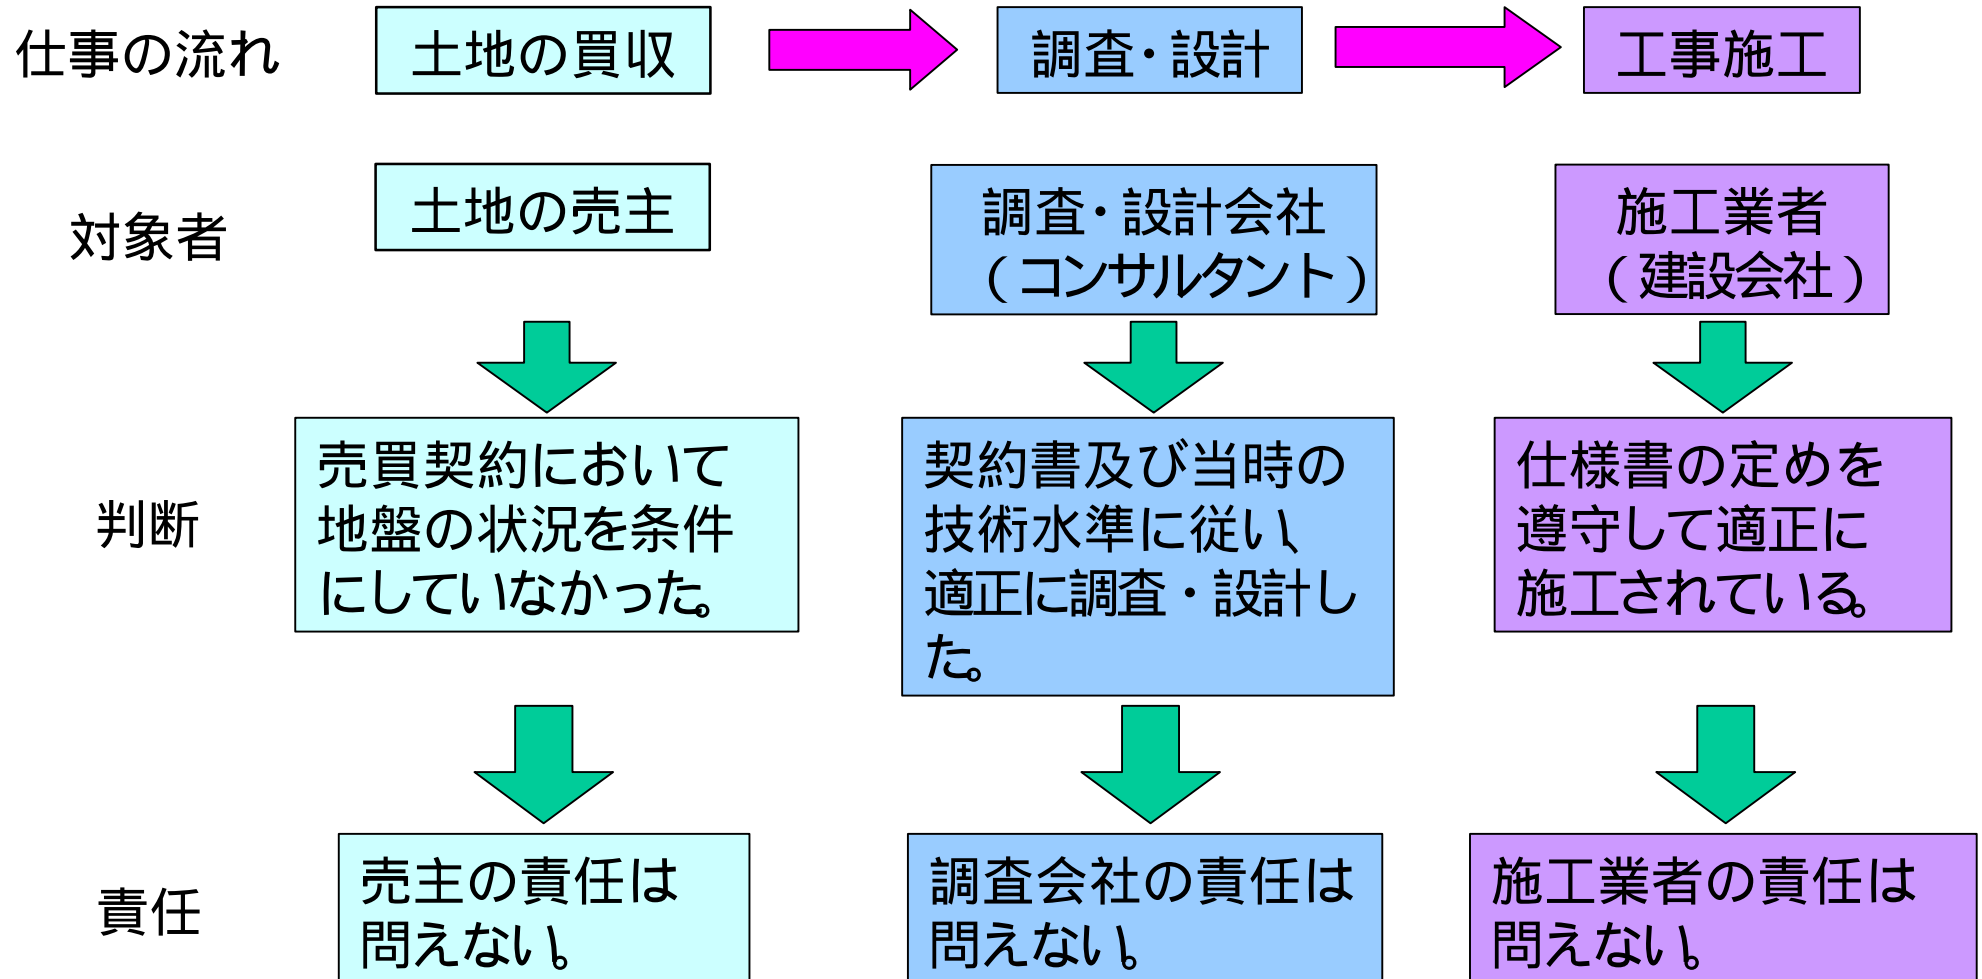 仕事の流れ
土地の買収
調査・設計
工事施工
対象者
土地の売主
調査・設計会社
（コンサルタント）
施工業者
（建設会社）
判断
売買契約において
地盤の状況を条件
にしていなかった。
契約書及び当時の
技術水準に従い、
適正に調査・設計し
た。
仕様書の定めを
遵守して適正に
施工されている。
責任
売主の責任は
問えない。
調査会社の責任は
問えない。
施工業者の責任は
問えない。